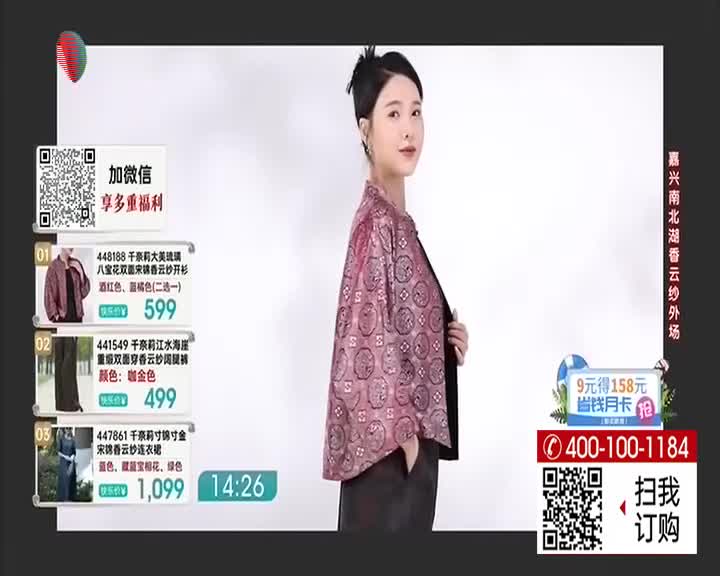 加微信
享多重福利
01
448188 千奈莉大美琉璃
八宝花双面宋锦香云纱开衫
酒红色、蓝橘色(二选一)
快乐价¥ 599
02
441549 千奈莉江水海崖
重缎双面穿香云纱阔腿裤
颜色：咖金色
快乐价¥ 499
03
447861 千奈莉寸锦寸金
宋锦香云纱连衣裙
蓝色、赋蓝宝相花、绿色
快乐价¥ 1,099
14:26
嘉兴南北湖香云纱外场
9元得158元
省钱月卡
抢
400-100-1184
扫我
订购